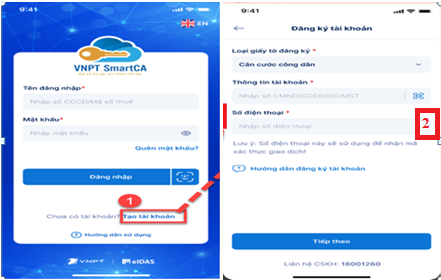 9:41
EN
VNPT SmartCA
Tên đăng nhập*
Nhập số CCCD/Mã số thuế
Mật khẩu*
Nhập mật khẩu
Quên mật khẩu?
Đăng nhập
1
Chưa có tài khoản? Tạo tài khoản
Hướng dẫn sử dụng
VNPT eIDAS
9:41
Đăng ký tài khoản
Loại giấy tờ đăng ký*
Căn cước công dân
Thông tin tài khoản*
Nhập số CMND/CCCD/HC/MST
Số điện thoại*
Nhập số điện thoại
2
Lưu ý: Số điện thoại này sẽ sử dụng để nhận mã
xác thực giao dịch!
Hướng dẫn đăng ký tài khoản
Tiếp theo
Liên hệ CSKH: 18001260